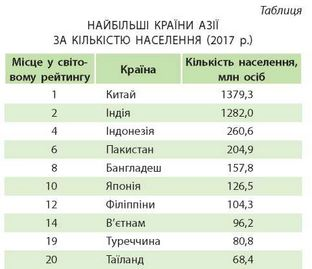 Таблиця
НАЙБІЛЬШІ КРАЇНИ АЗІЇ
ЗА КІЛЬКІСТЮ НАСЕЛЕННЯ (2017 р.)
Місце у світо- Країна Кількість населення,
вому рейтингу млн осіб
1 Китай 1379,3
2 Індія 1282,0
4 Індонезія 260,6
6 Пакистан 204,9
8 Бангладеш 157,8
10 Японія 126,5
12 Філіппіни 104,3
14 В'єтнам 96,2
19 Туреччина 80,8
20 Таїланд 68,4